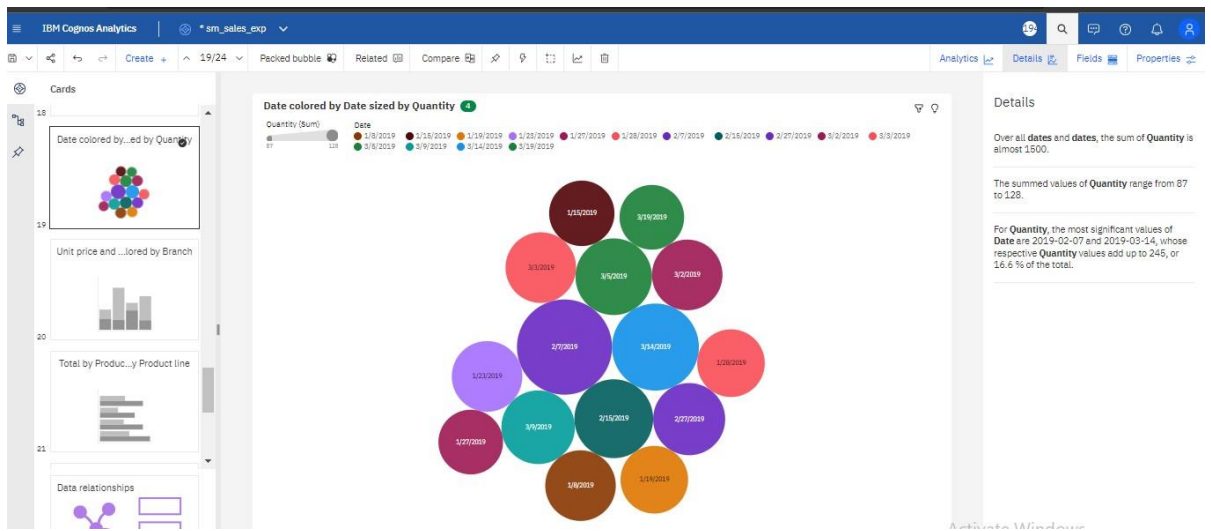 IBM Cognos Analytics
* sm_sales_exp
Create +
19/24
Packed bubble
Related
Compare
Analytics
Details
Fields
Properties
Cards
18
Date colored by...ed by Quantity
19
Unit price and ...lored by Branch
20
Total by Produc...y Product line
21
Data relationships
Date colored by Date sized by Quantity 4
Quantity (Sum)
87 128
Date
1/8/2019 1/15/2019 1/19/2019 1/23/2019 1/27/2019 1/28/2019 2/7/2019 2/15/2019 2/27/2019 3/2/2019 3/3/2019
3/5/2019 3/9/2019 3/14/2019 3/19/2019
1/15/2019
3/19/2019
3/3/2019
3/5/2019
3/2/2019
2/7/2019
3/14/2019
1/23/2019
2/15/2019
2/27/2019
3/9/2019
1/27/2019
1/8/2019
1/19/2019
Details
Over all dates and dates, the sum of Quantity is
almost 1500.
The summed values of Quantity range from 87
to 128.
For Quantity, the most significant values of
Date are 2019-02-07 and 2019-03-14, whose
respective Quantity values add up to 245, or
16.6 % of the total.
Activate Windows